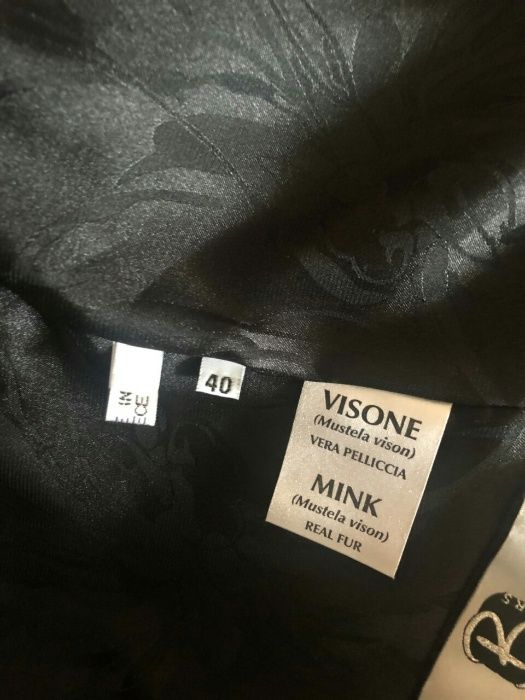 40
VISONE
(Mustela vison)
VERA PELLICCIA
MINK
(Mustela vison)
REAL FUR